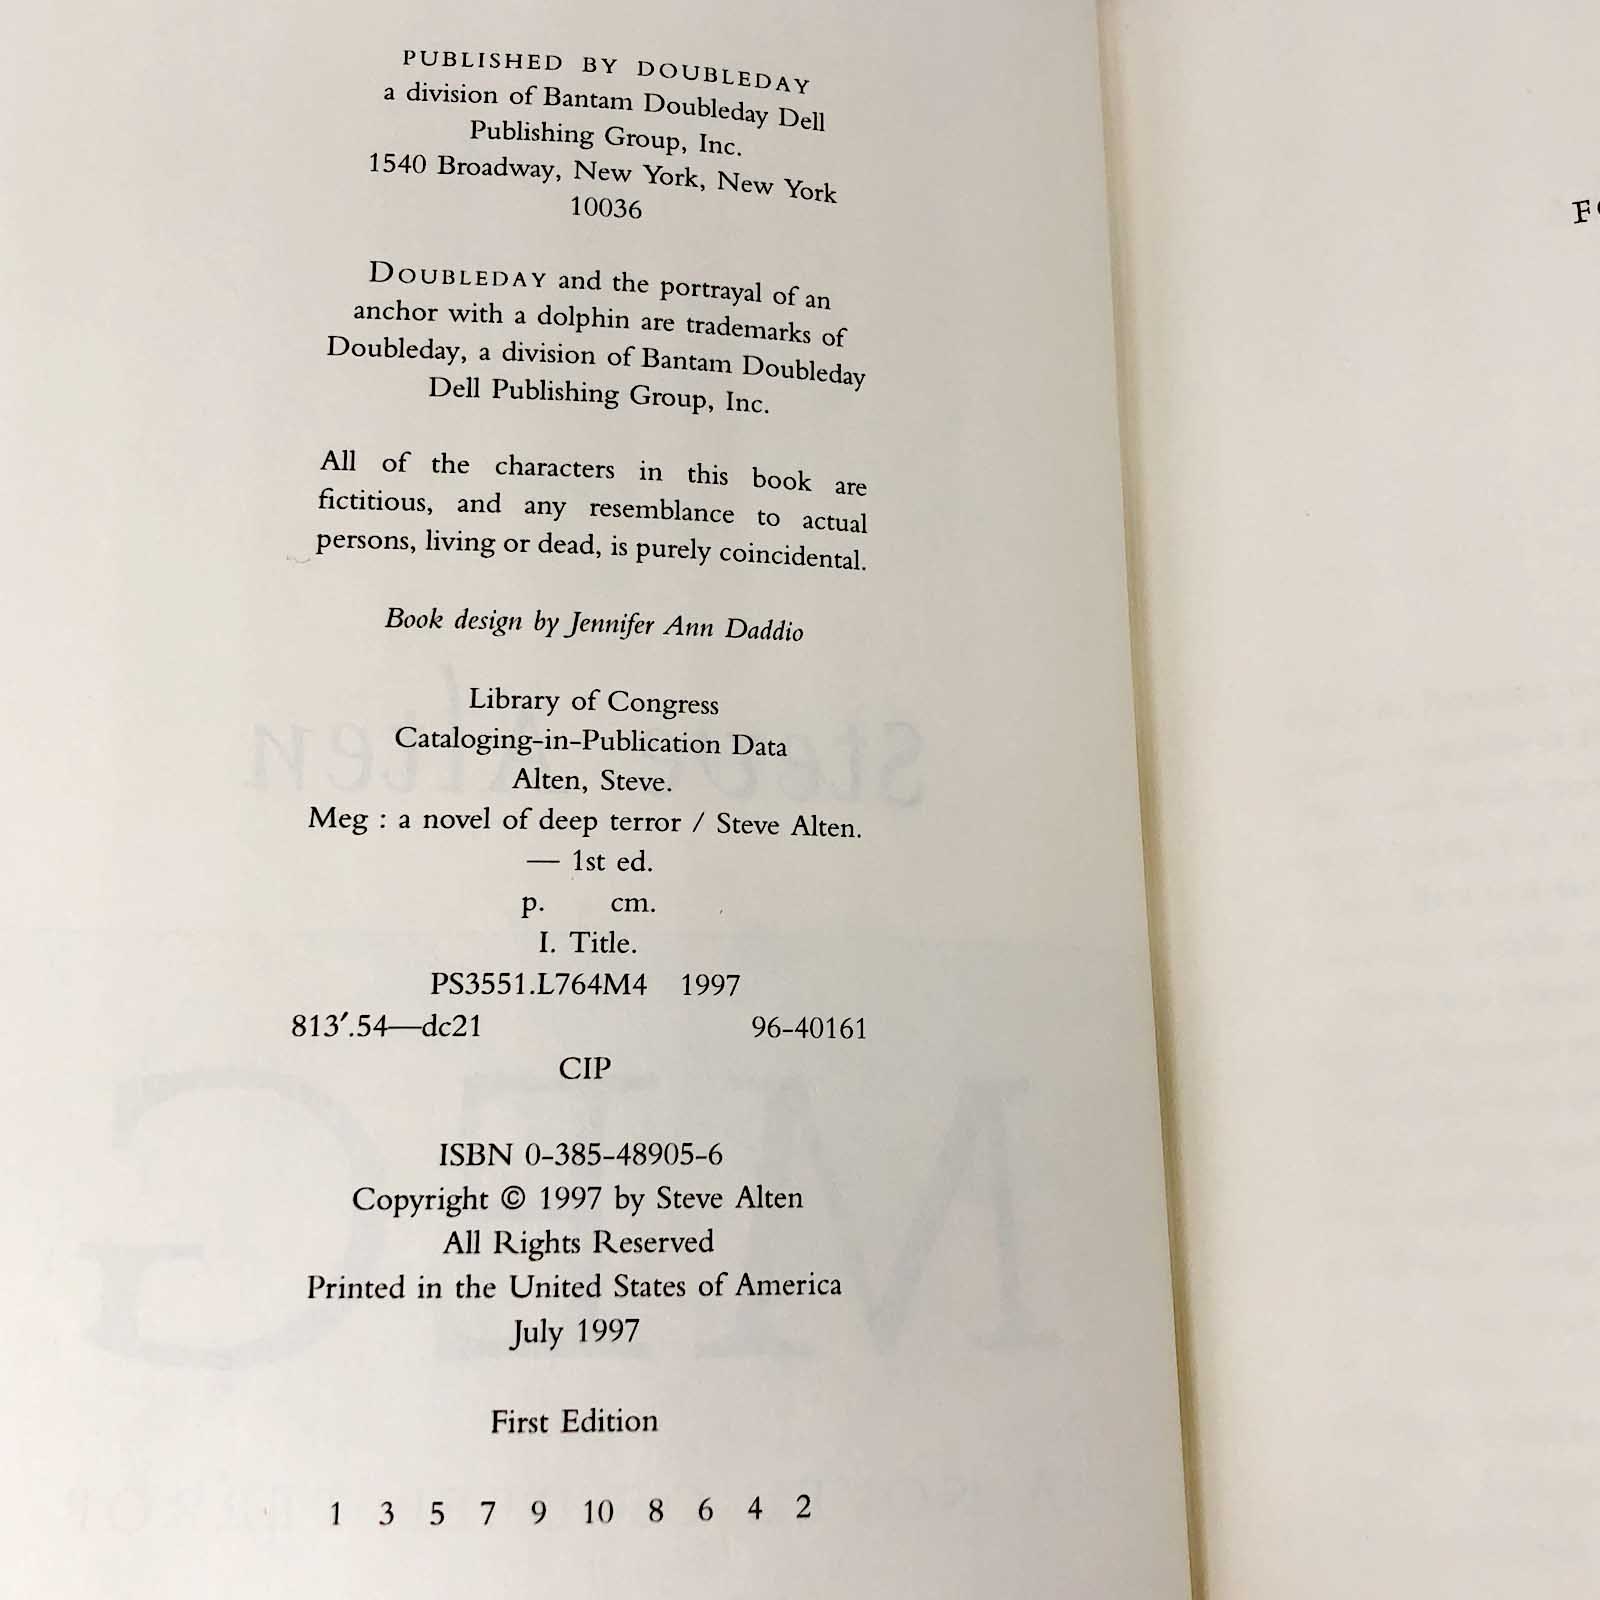 PUBLISHED BY DOUBLEDAY
a division of Bantam Doubleday Dell
Publishing Group, Inc.
1540 Broadway, New York, New York
10036
DOUBLEDAY and the portrayal of an
anchor with a dolphin are trademarks of
Doubleday, a division of Bantam Doubleday
Dell Publishing Group, Inc.
All of the characters in this book are
fictitious, and any resemblance to actual
persons, living or dead, is purely coincidental.
Book design by Jennifer Ann Daddio
Library of Congress
Cataloging-in-Publication Data
Alten, Steve.
Meg : a novel of deep terror / Steve Alten.
— 1st ed.
p. cm.
I. Title.
PS3551.L764M4 1997
813′.54—dc21 96-40161
CIP
ISBN 0-385-48905-6
Copyright © 1997 by Steve Alten
All Rights Reserved
Printed in the United States of America
July 1997
First Edition
1 3 5 7 9 10 8 6 4 2